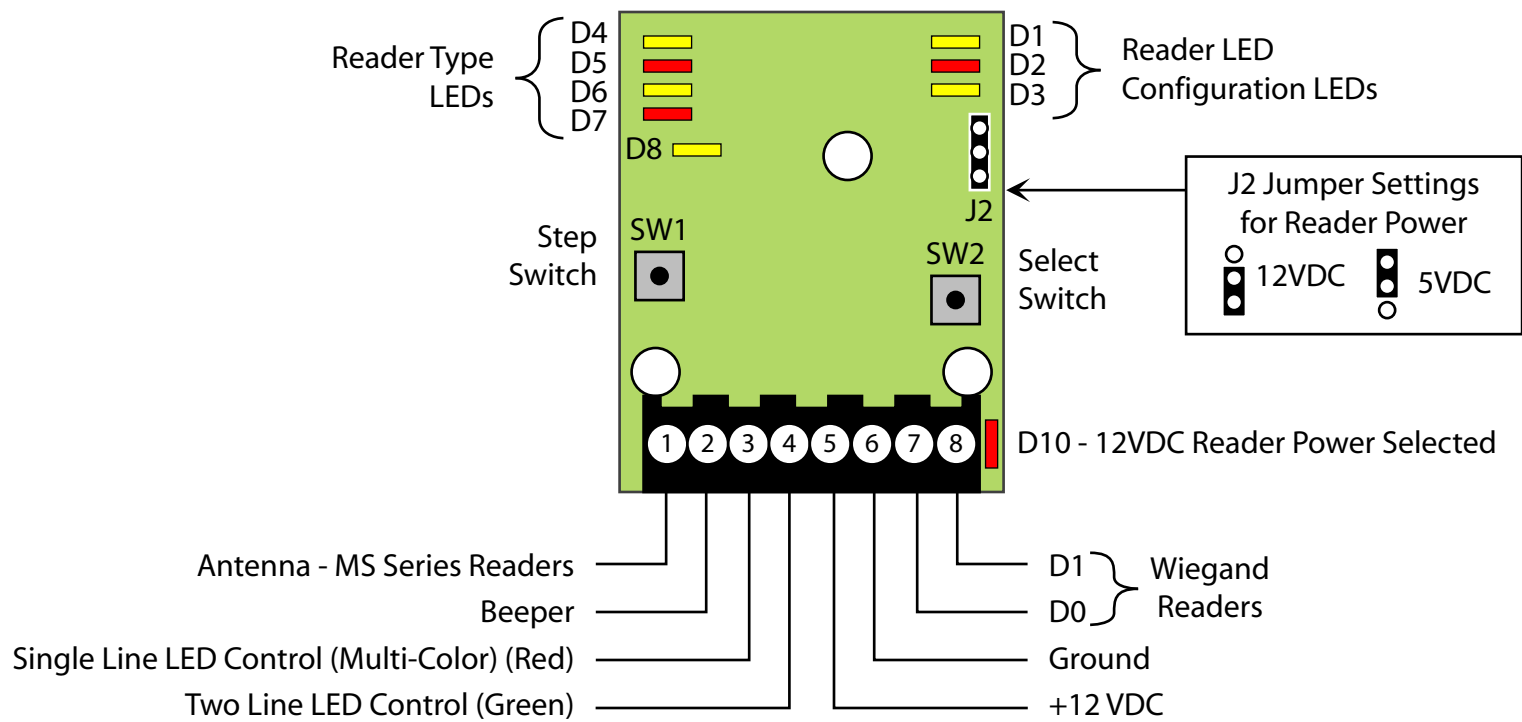 Reader Type
LEDs
D4
D5
D6
D7
D8
D1
D2
D3
Reader LED
Configuration LEDs
J2
J2 Jumper Settings
for Reader Power
12VDC
5VDC
Step
Switch
SW1
SW2
Select
Switch
1 2 3 4 5 6 7 8
D10 - 12VDC Reader Power Selected
Antenna - MS Series Readers
Beeper
Single Line LED Control (Multi-Color) (Red)
Two Line LED Control (Green)
D1
D0
Wiegand
Readers
Ground
+12 VDC